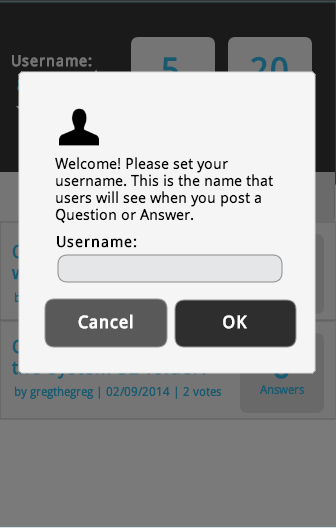 Username:
5
20
Welcome! Please set your
username. This is the name that
users will see when you post a
Question or Answer.
Username:
Cancel
OK
by gregthegreg | 02/09/2014 | 2 votes
Answers